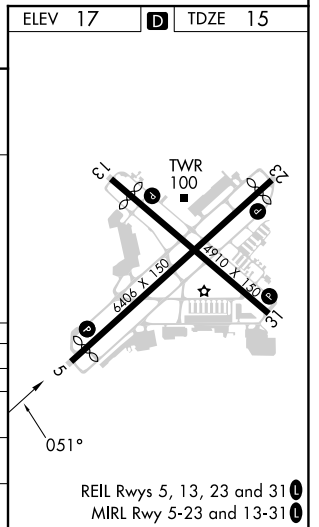 ELEV 17 D TDZE 15
13
TWR
100
23
P
P
4910 X 150
6406 X 150
P
P
31
5
051°
REIL Rwys 5, 13, 23 and 31 L
MIRL Rwy 5-23 and 13-31 L